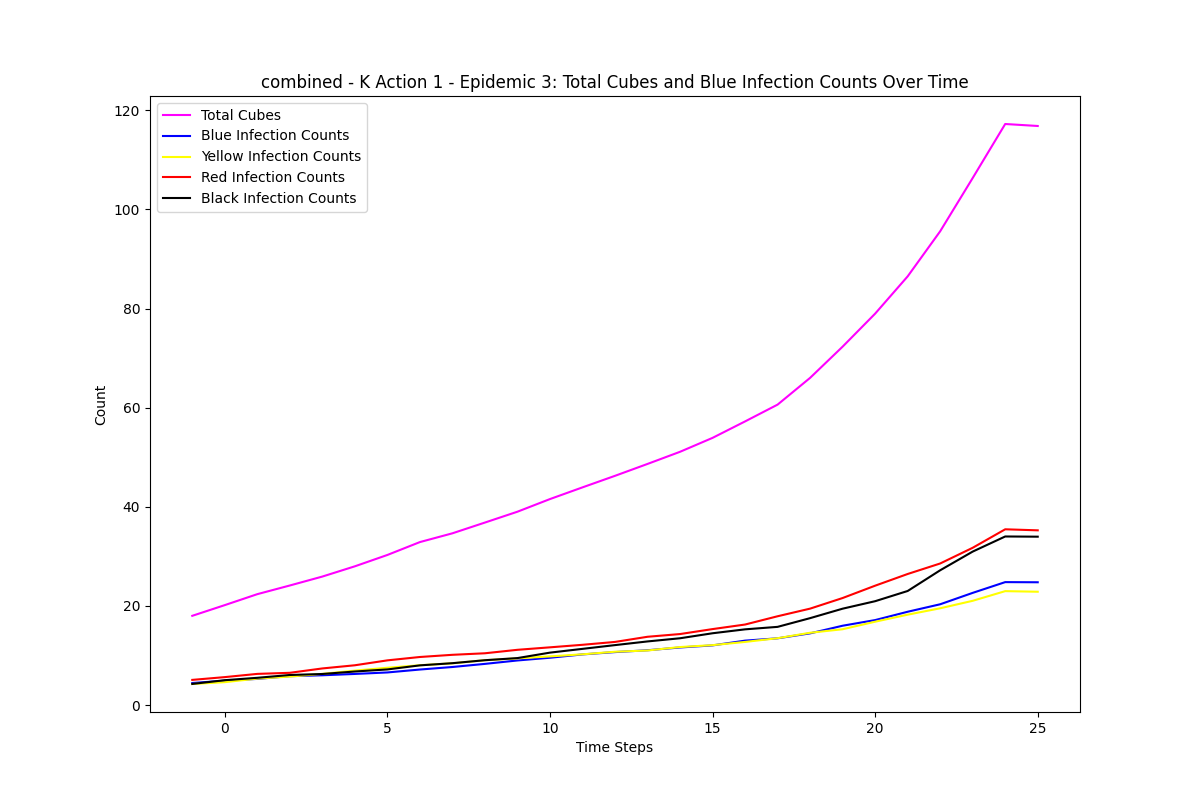 combined - K Action 1 - Epidemic 3: Total Cubes and Blue Infection Counts Over Time
120
100
80
60
40
20
0
Count
Total Cubes
Blue Infection Counts
Yellow Infection Counts
Red Infection Counts
Black Infection Counts
0 5 10 15 20 25
Time Steps